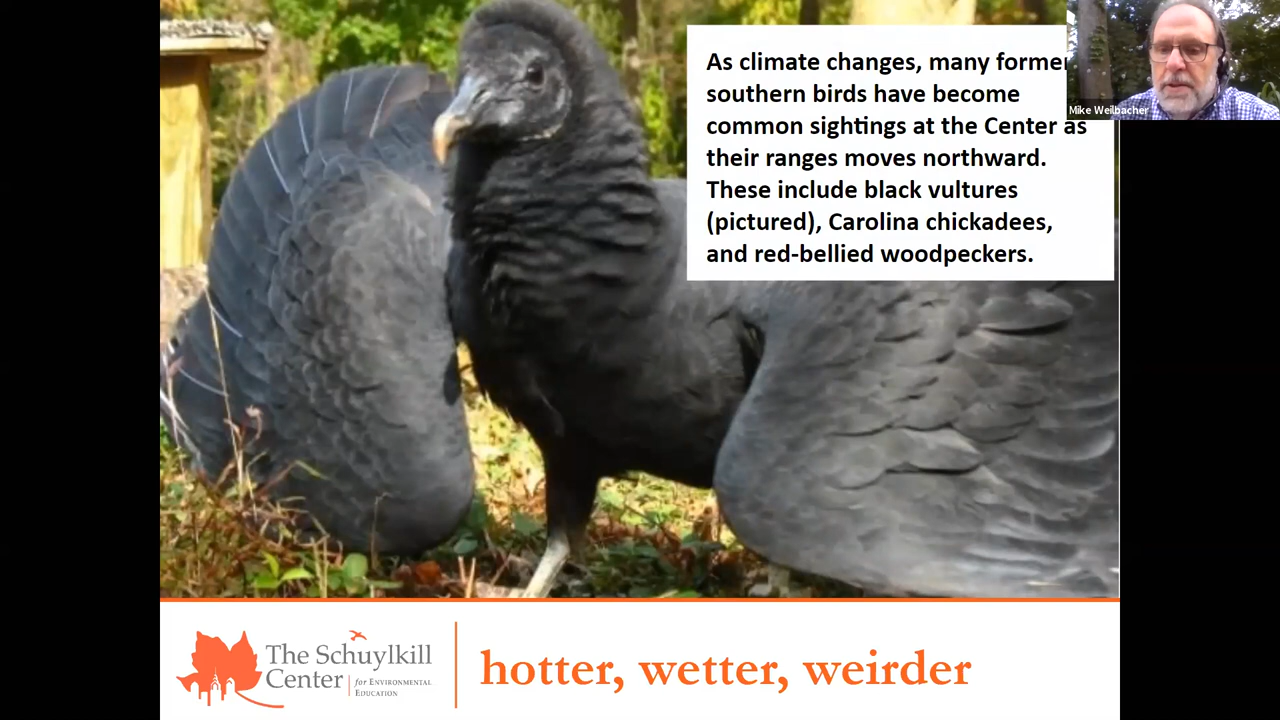 As climate changes, many former
southern birds have become
common sightings at the Center as
their ranges moves northward.
These include black vultures
(pictured), Carolina chickadees,
and red-bellied woodpeckers.
Mike Weilbacher
The Schuylkill
Center
for Environmental
Education
hotter, wetter, weirder